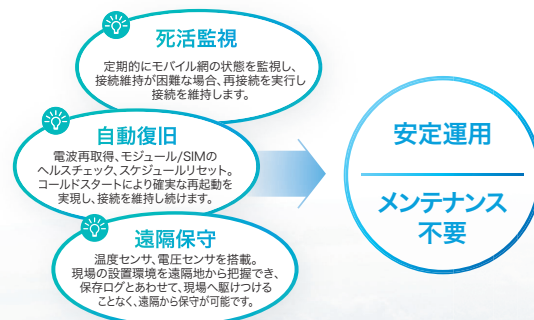 死活監視
定期的にモバイル網の状態を監視し、
接続維持が困難な場合、再接続を実行し
接続を維持します。
自動復旧
電波再取得、モジュール/SIMの
ヘルスチェック、スケジュールリセット。
コールドスタートにより確実な再起動を
実現し、接続を維持し続けます。
遠隔保守
温度センサ、電圧センサを搭載。
現場の設置環境を遠隔地から把握でき、
保存ログとあわせて、現場へ駆けつける
ことなく、遠隔から保守が可能です。
安定運用
メンテナンス
不要